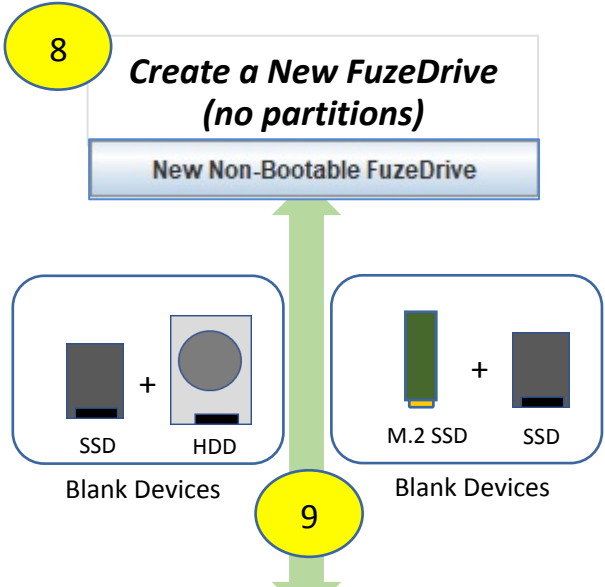 8
Create a New FuzeDrive
(no partitions)
New Non-Bootable FuzeDrive
+
SSD
HDD
Blank Devices
+
M.2 SSD
SSD
Blank Devices
9